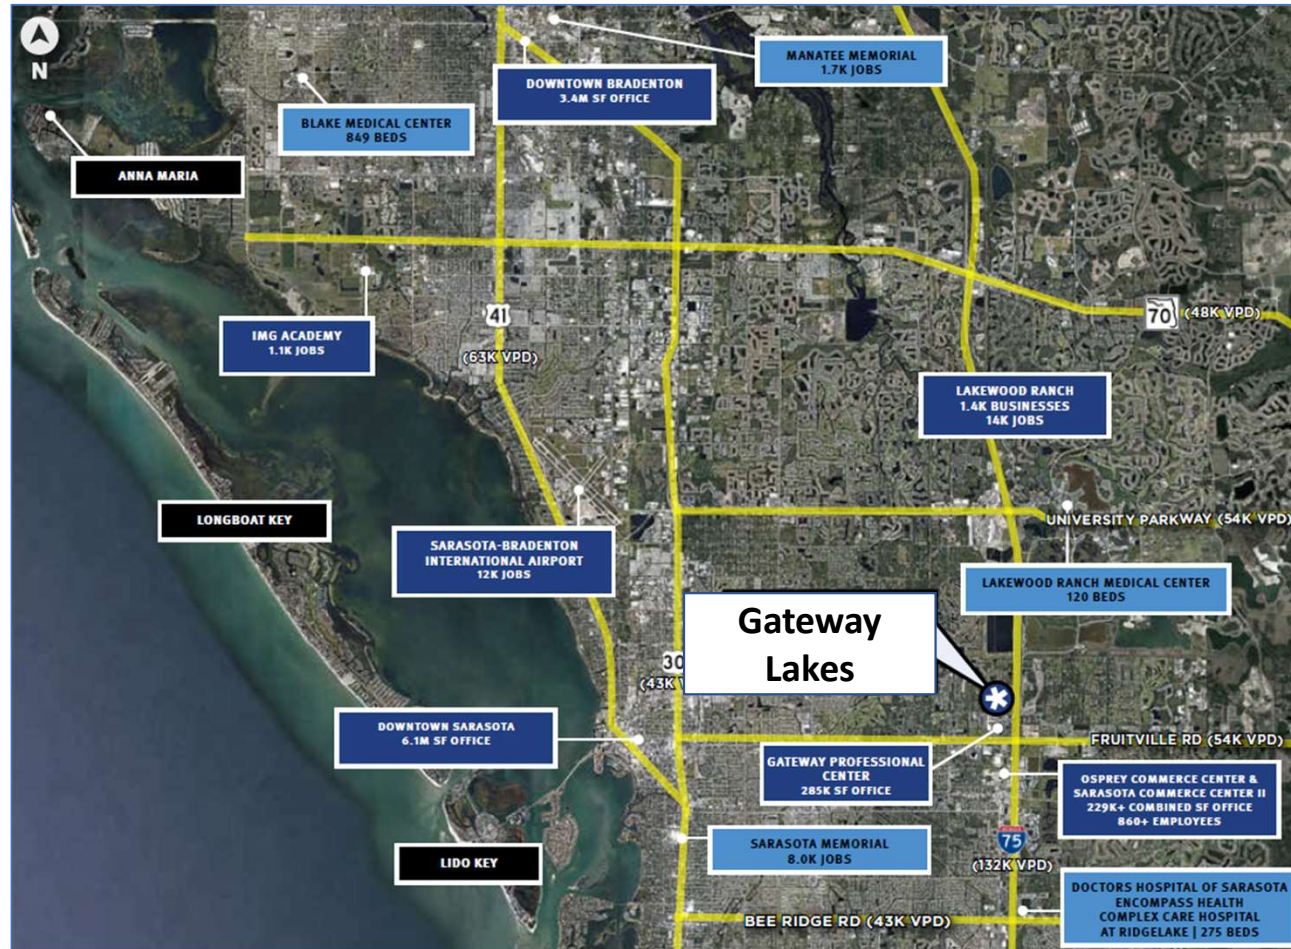 N
MANATEE MEMORIAL
1.7K JOBS
DOWNTOWN BRADENTON
3.4M SF OFFICE
BLAKE MEDICAL CENTER
849 BEDS
ANNA MARIA
IMG ACADEMY
1.1K JOBS
41
(63K VPD)
70 (48K VPD)
LAKEWOOD RANCH
1.4K BUSINESSES
14K JOBS
LONGBOAT KEY
SARASOTA-BRADENTON
INTERNATIONAL AIRPORT
12K JOBS
UNIVERSITY PARKWAY (54K VPD)
LAKEWOOD RANCH MEDICAL CENTER
120 BEDS
Gateway
Lakes
30
(43K
DOWNTOWN SARASOTA
6.1M SF OFFICE
FRUITVILLE RD (54K VPD)
GATEWAY PROFESSIONAL
CENTER
285K SF OFFICE
OSPREY COMMERCE CENTER &
SARASOTA COMMERCE CENTER II
229K+ COMBINED SF OFFICE
860+ EMPLOYEES
SARASOTA MEMORIAL
8.0K JOBS
75
(132K VPD)
LIDO KEY
DOCTORS HOSPITAL OF SARASOTA
ENCOMPASS HEALTH
COMPLEX CARE HOSPITAL
AT RIDGELAKE | 275 BEDS
BEE RIDGE RD (43K VPD)